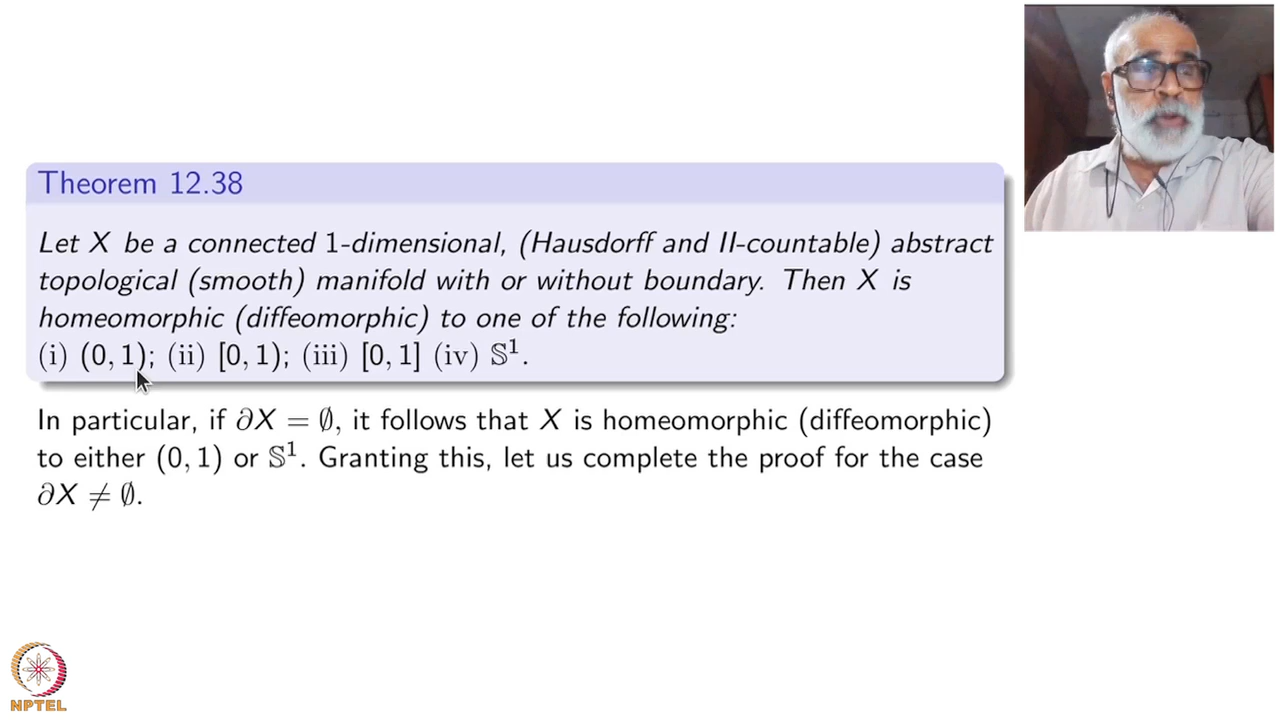 Theorem 12.38
Let X be a connected 1-dimensional, (Hausdorff and II-countable) abstract
topological (smooth) manifold with or without boundary. Then X is
homeomorphic (diffeomorphic) to one of the following:
(i) (0, 1); (ii) [0, 1); (iii) [0, 1] (iv) 𝕊¹.
In particular, if ∂X = ∅, it follows that X is homeomorphic (diffeomorphic)
to either (0, 1) or 𝕊¹. Granting this, let us complete the proof for the case
∂X ≠ ∅.
NPTEL